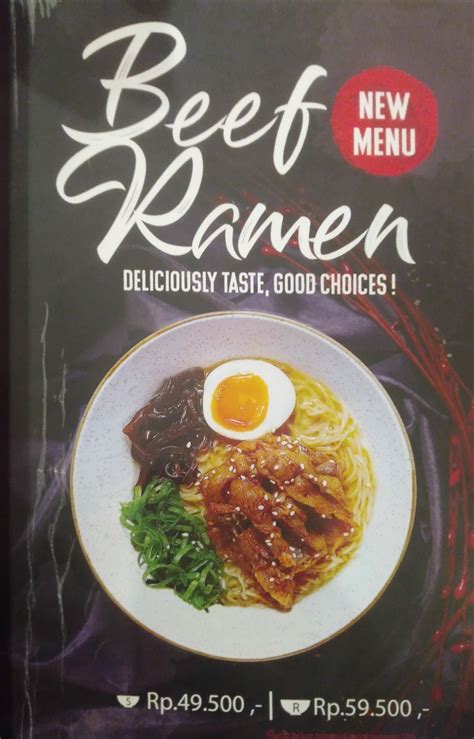 Beef
Ramen
NEW
MENU
DELICIOUSLY TASTE, GOOD CHOICES !
S Rp.49.500 ,- | R Rp.59.500 ,-